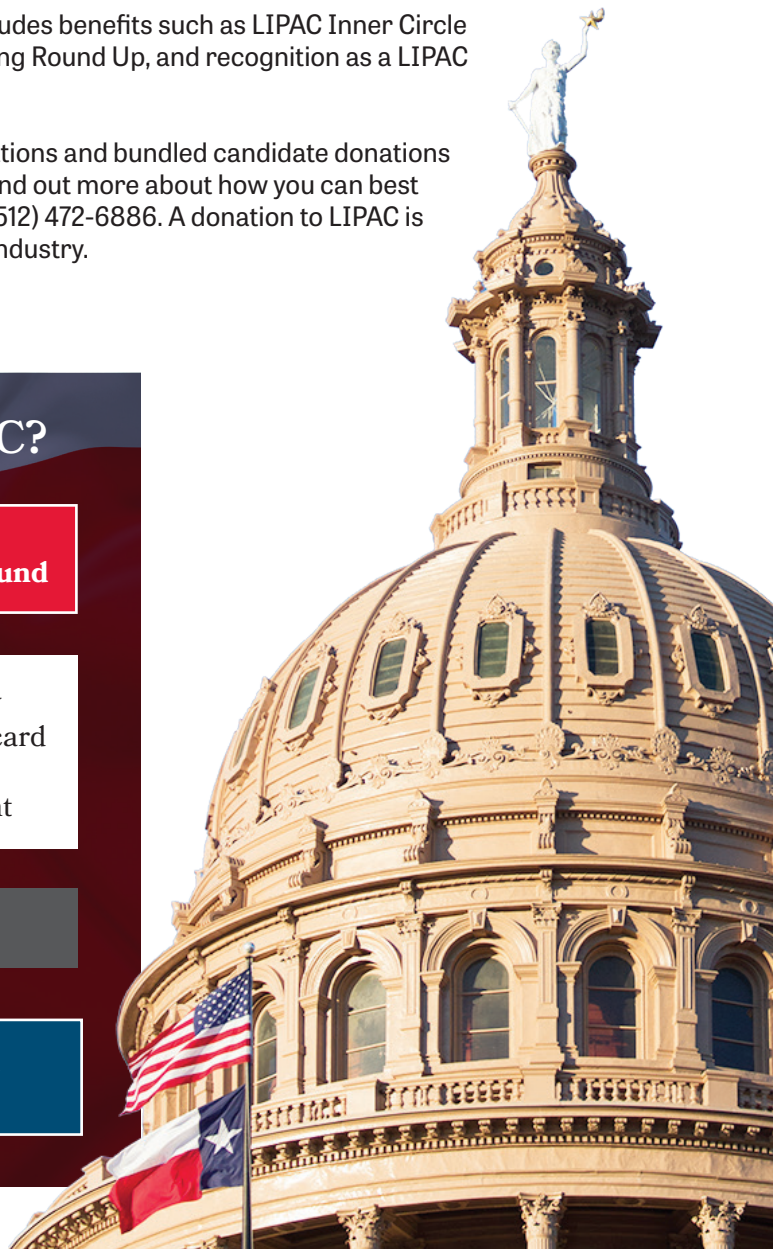 udes benefits such as LIPAC Inner Circle
ng Round Up, and recognition as a LIPAC
tions and bundled candidate donations
nd out more about how you can best
512) 472-6886. A donation to LIPAC is
ndustry.
C?
und
card
nt